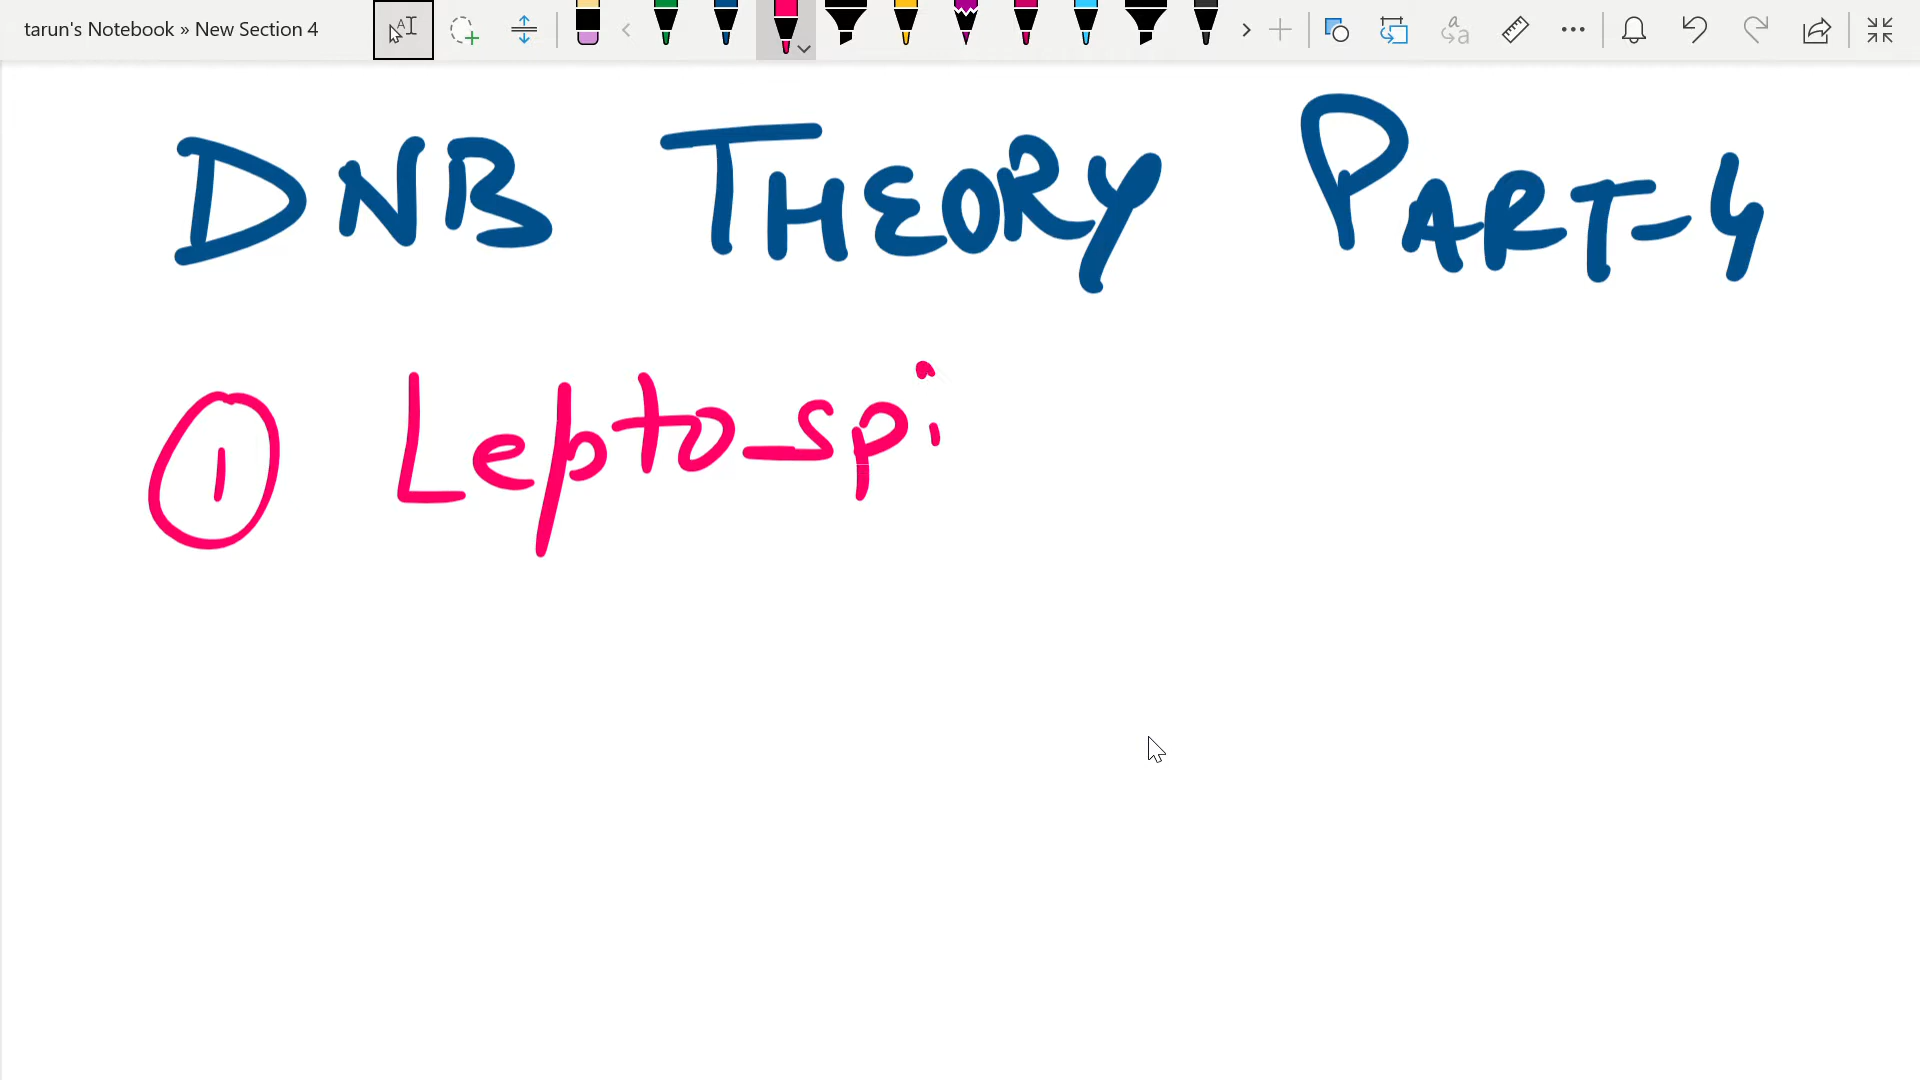 tarun's Notebook » New Section 4
DNB THEORY PART-4
① Lepto-spi